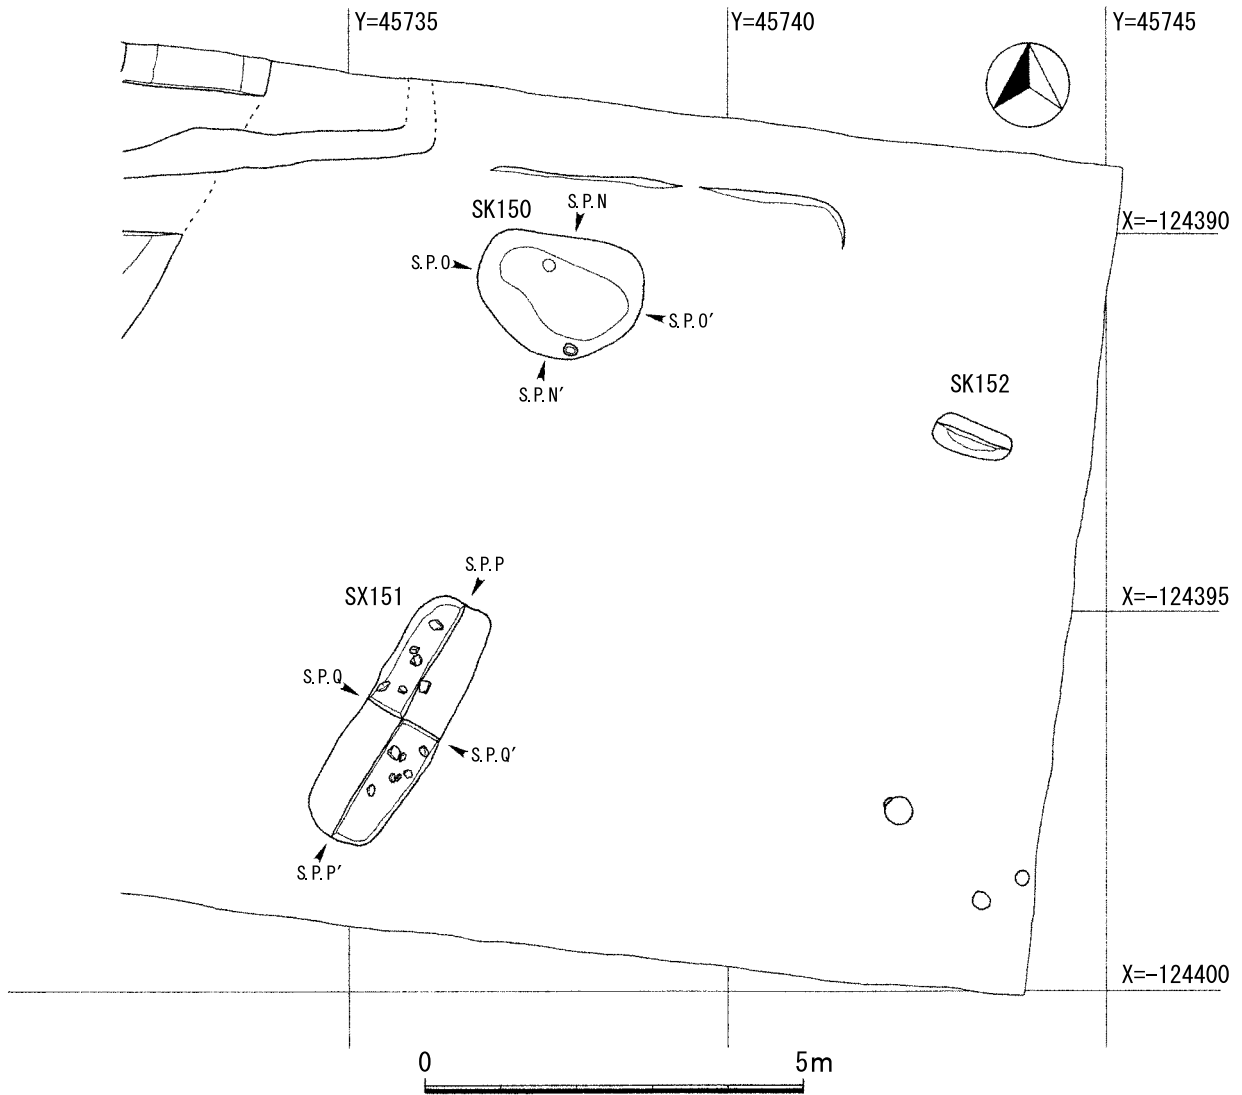 Y=45735
Y=45740
Y=45745
SK150
S.P.N
X=-124390
S.P.O
S.P.O′
S.P.N′
SK152
S.P.P
SX151
X=-124395
S.P.Q
S.P.Q′
S.P.P′
X=-124400
0
5m